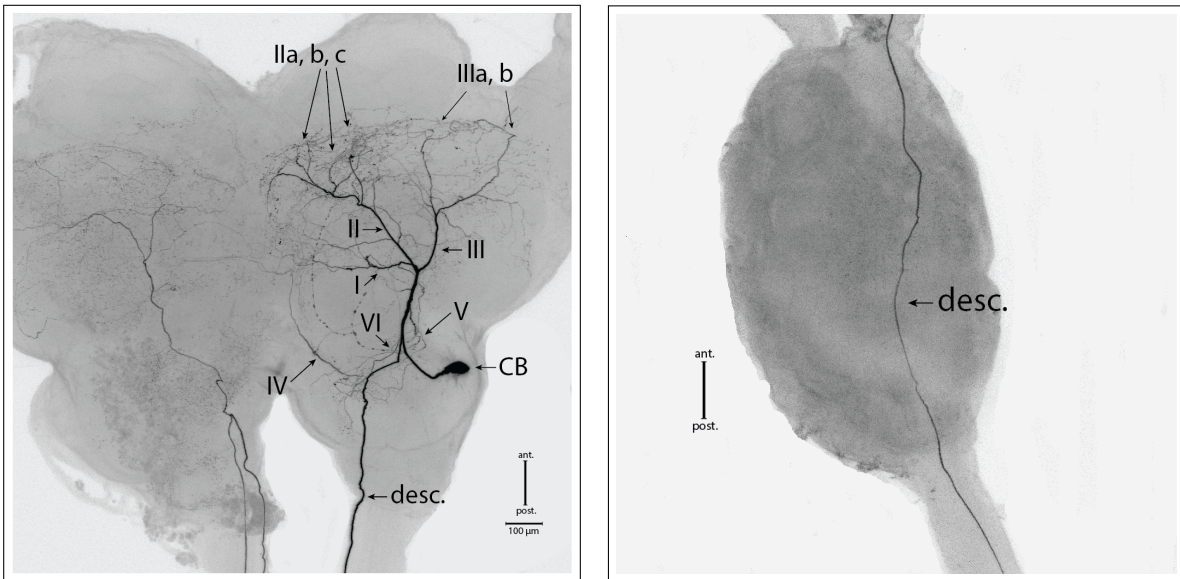 IIa, b, c
IIIa, b
II
III
I
V
VI
CB
IV
ant.
desc.
post.
100 µm
desc.
ant.
post.